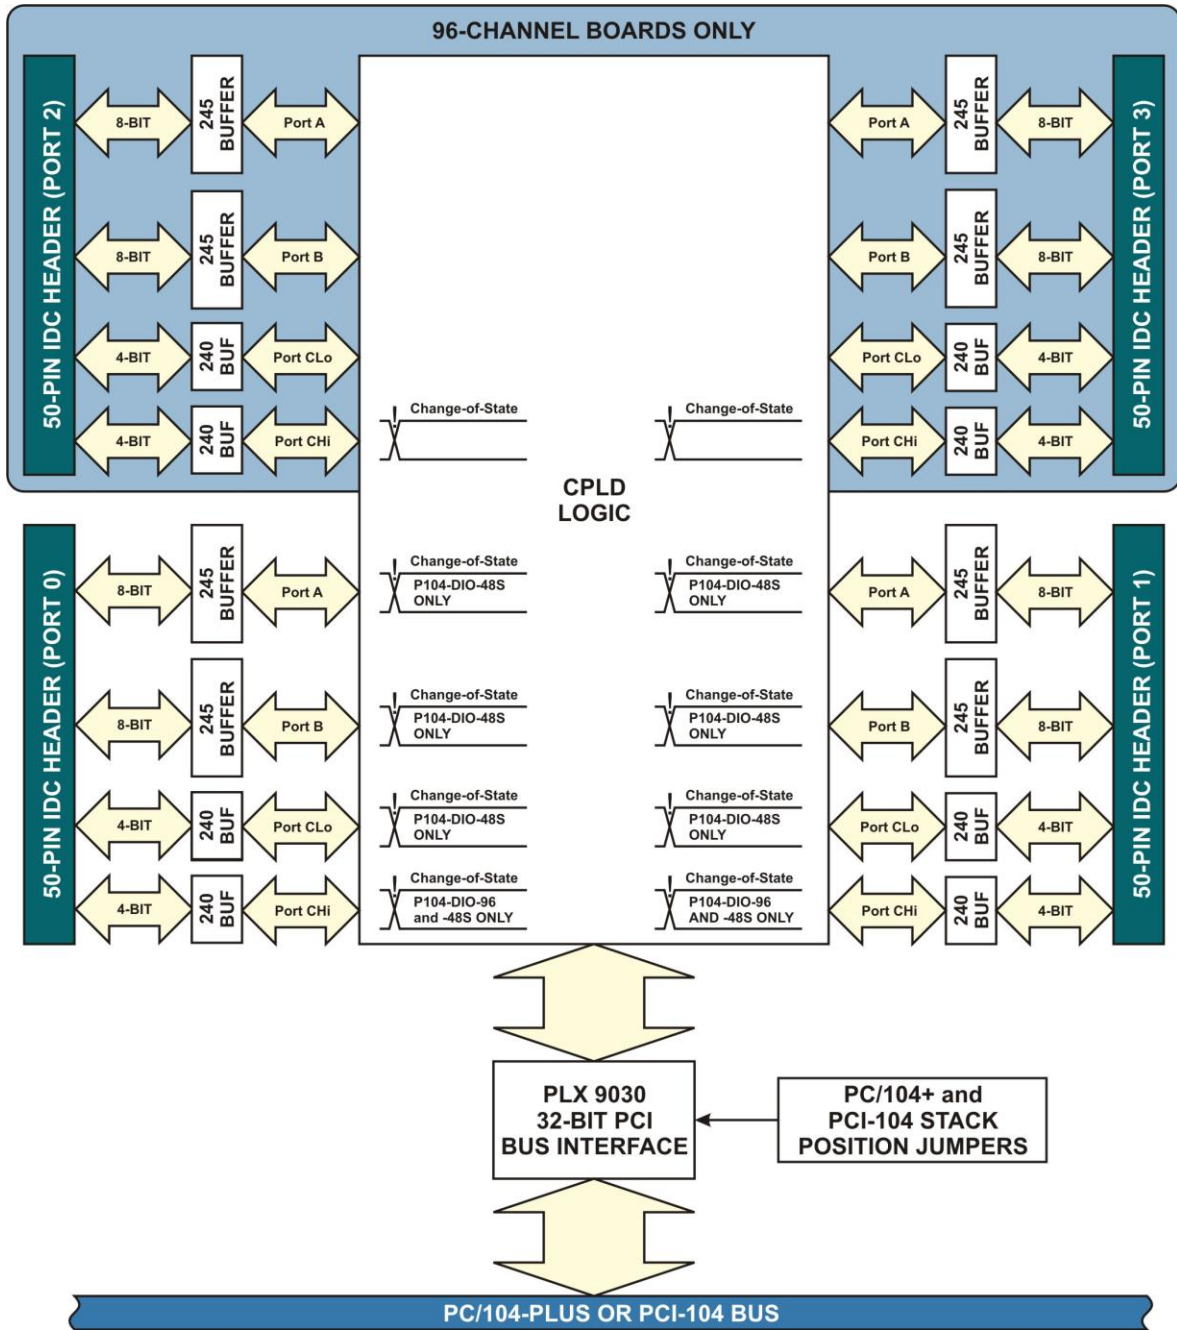 96-CHANNEL BOARDS ONLY
50-PIN IDC HEADER (PORT 2)
8-BIT
245
BUFFER
Port A
8-BIT
245
BUFFER
Port B
4-BIT
240
BUF
Port CLo
4-BIT
240
BUF
Port CHi
Port A
245
BUFFER
8-BIT
Port B
245
BUFFER
8-BIT
Port CLo
240
BUF
4-BIT
Port CHi
240
BUF
4-BIT
50-PIN IDC HEADER (PORT 3)
! Change-of-State
! Change-of-State
CPLD
LOGIC
50-PIN IDC HEADER (PORT 0)
8-BIT
245
BUFFER
Port A
8-BIT
245
BUFFER
Port B
4-BIT
240
BUF
Port CLo
4-BIT
240
BUF
Port CHi
! Change-of-State
P104-DIO-48S
ONLY
! Change-of-State
P104-DIO-48S
ONLY
! Change-of-State
P104-DIO-48S
ONLY
! Change-of-State
P104-DIO-96
and -48S ONLY
! Change-of-State
P104-DIO-48S
ONLY
! Change-of-State
P104-DIO-48S
ONLY
! Change-of-State
P104-DIO-48S
ONLY
! Change-of-State
P104-DIO-96
AND -48S ONLY
Port A
245
BUFFER
8-BIT
Port B
245
BUFFER
8-BIT
Port CLo
240
BUF
4-BIT
Port CHi
240
BUF
4-BIT
50-PIN IDC HEADER (PORT 1)
PLX 9030
32-BIT PCI
BUS INTERFACE
PC/104+ and
PCI-104 STACK
POSITION JUMPERS
PC/104-PLUS OR PCI-104 BUS